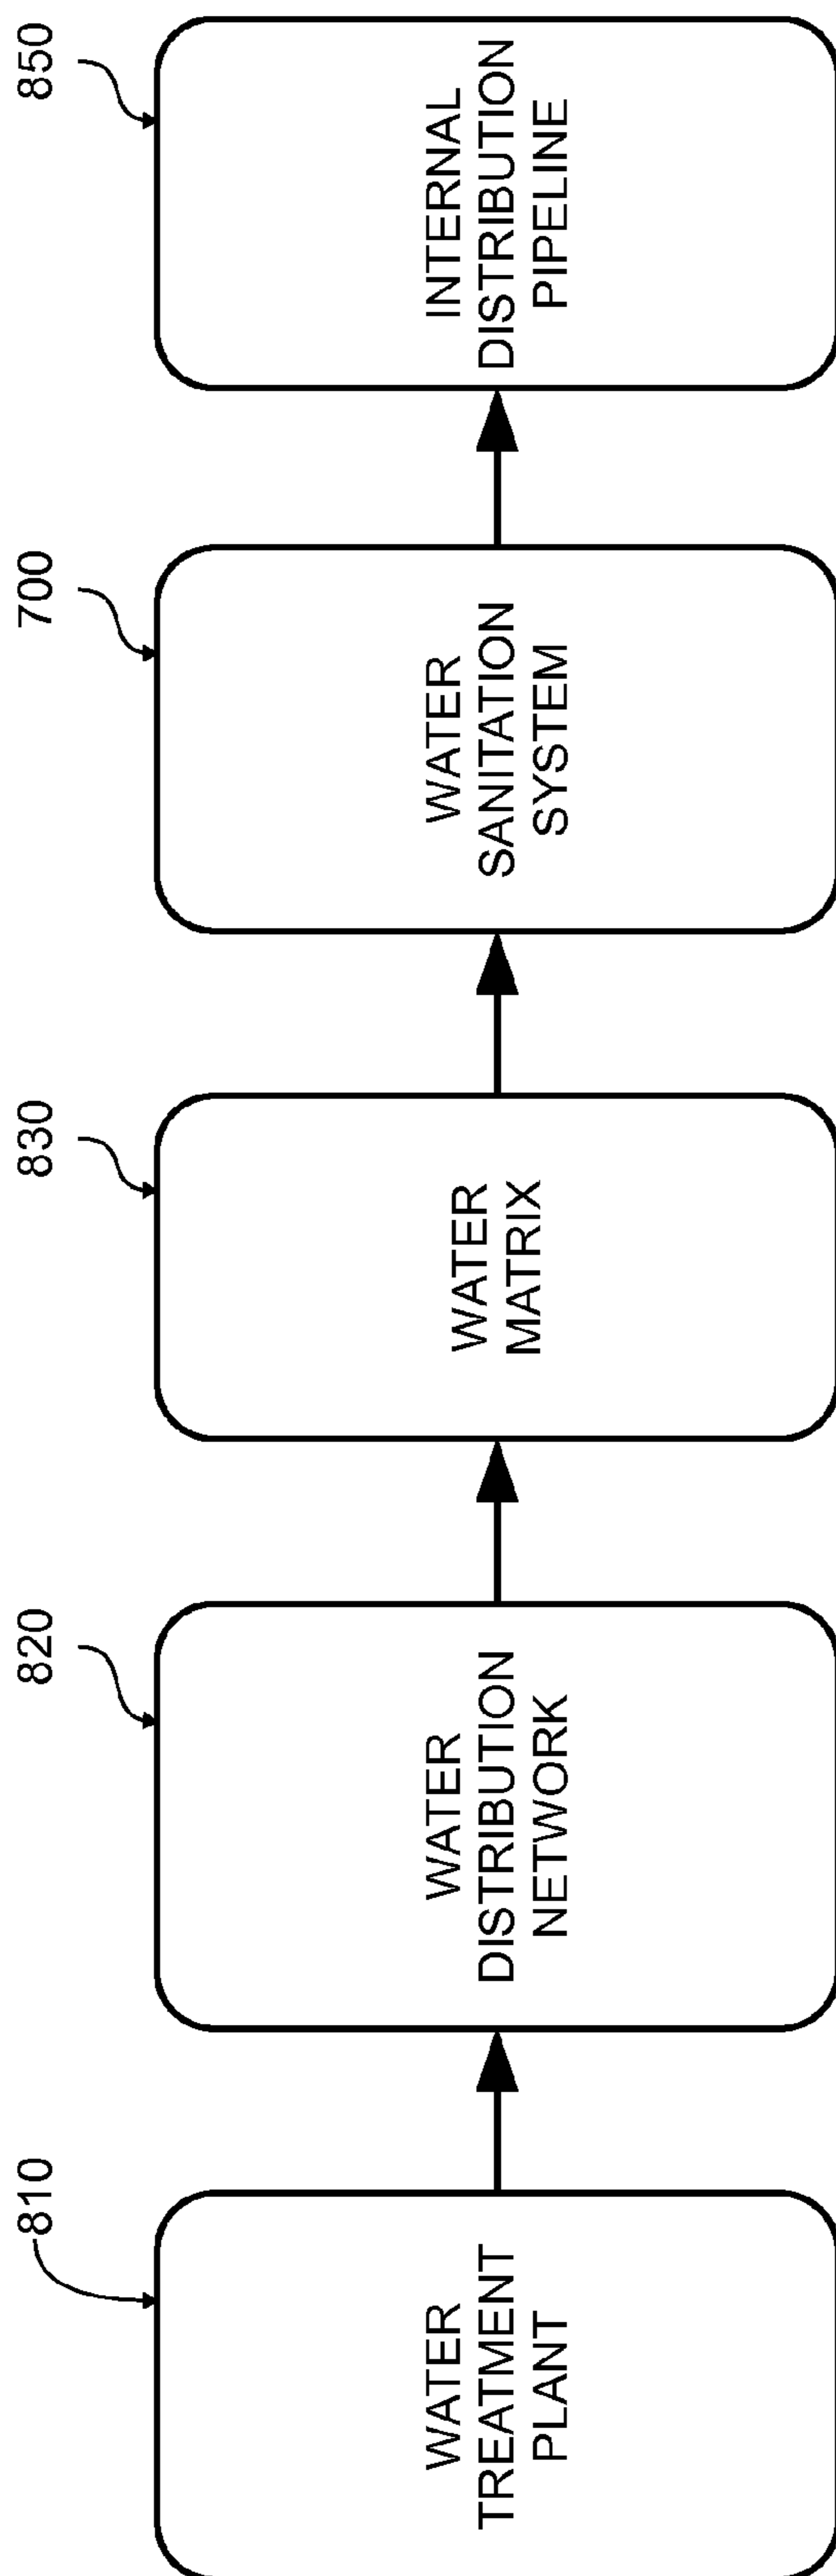 810
WATER
TREATMENT
PLANT
820
WATER
DISTRIBUTION
NETWORK
830
WATER
MATRIX
700
WATER
SANITATION
SYSTEM
850
INTERNAL
DISTRIBUTION
PIPELINE